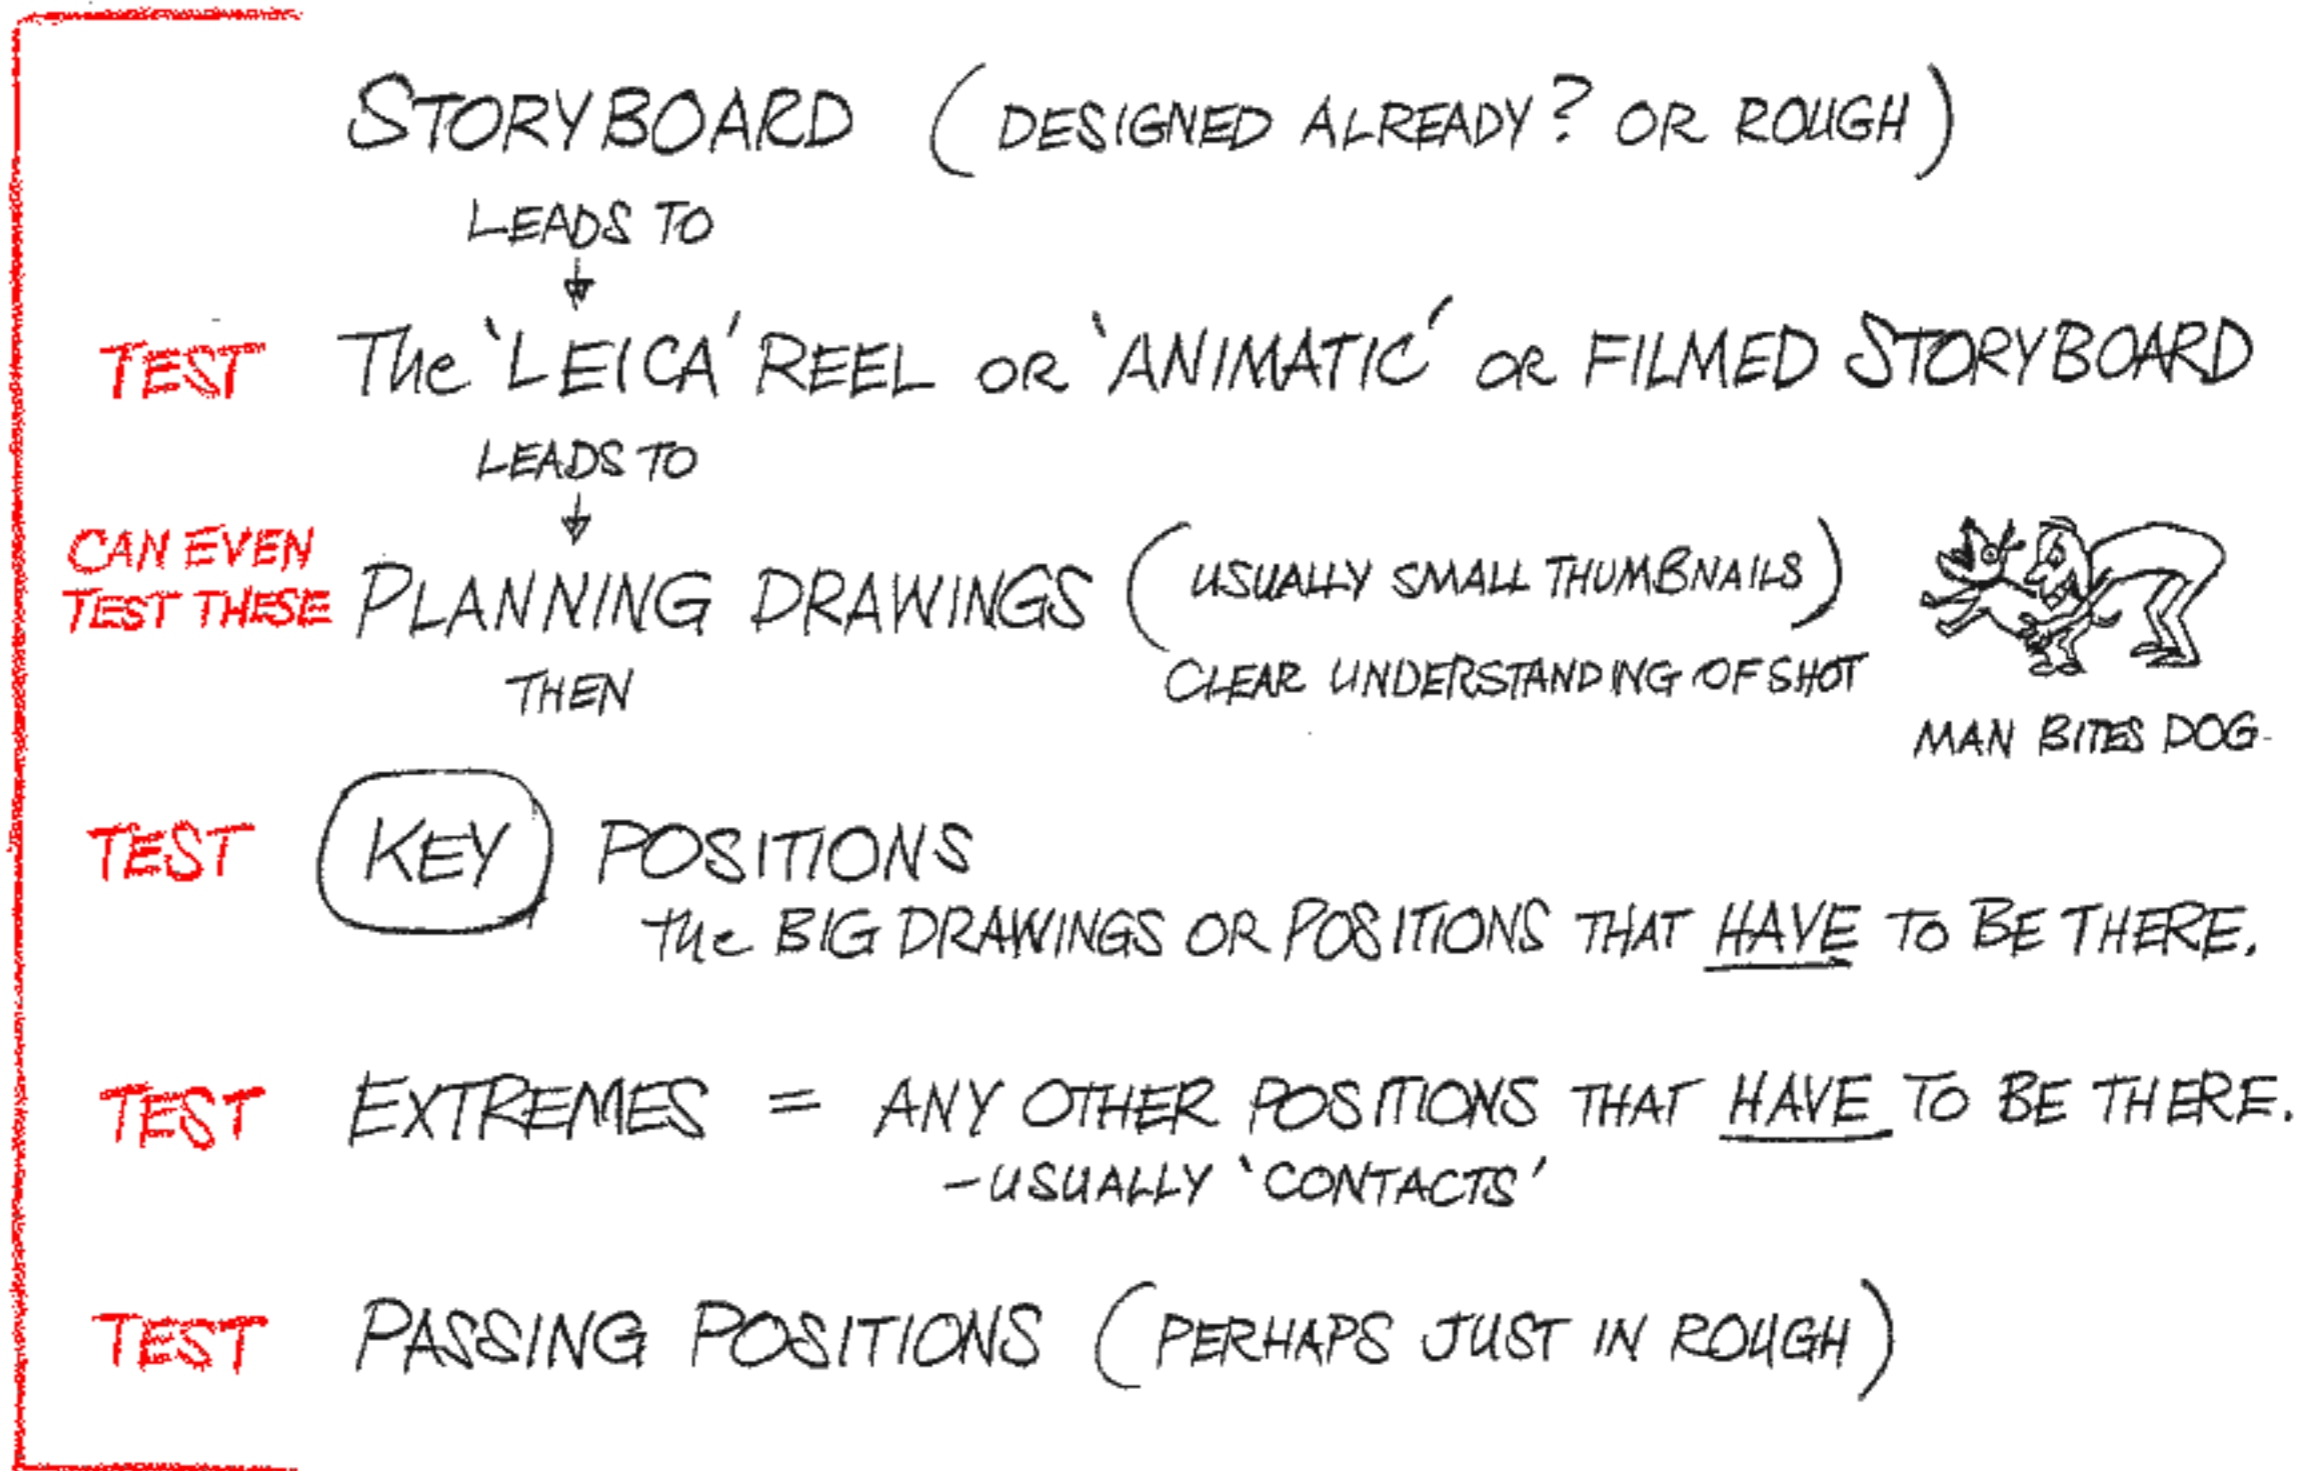 STORYBOARD (DESIGNED ALREADY? OR ROUGH)
LEADS TO
TEST The 'LEICA' REEL OR 'ANIMATIC' OR FILMED STORYBOARD
LEADS TO
CAN EVEN
TEST THESE PLANNING DRAWINGS (USUALLY SMALL THUMBNAILS)
THEN CLEAR UNDERSTANDING OF SHOT
MAN BITES DOG
TEST KEY POSITIONS
The BIG DRAWINGS OR POSITIONS THAT HAVE TO BE THERE.
TEST EXTREMES = ANY OTHER POSITIONS THAT HAVE TO BE THERE.
- USUALLY 'CONTACTS'
TEST PASSING POSITIONS (PERHAPS JUST IN ROUGH)